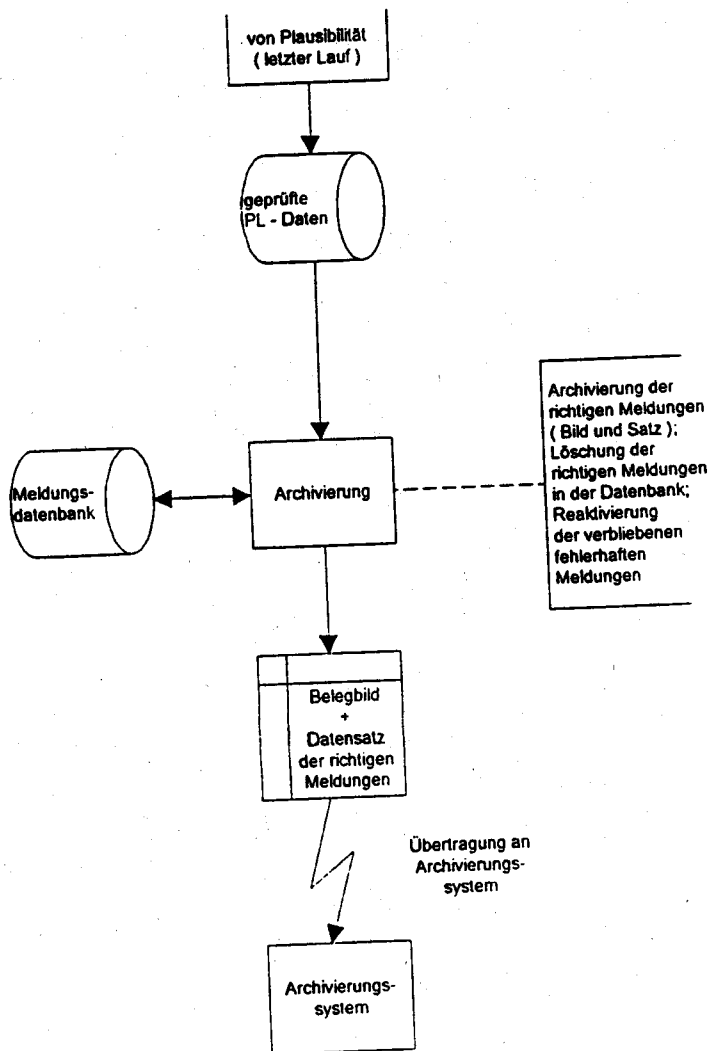 von Plausibilität
( letzter Lauf )
geprüfte
PL - Daten
Archivierung der
richtigen Meldungen
( Bild und Satz );
Löschung der
richtigen Meldungen
in der Datenbank;
Reaktivierung
der verbliebenen
fehlerhaften
Meldungen
Meldungs-
datenbank
Archivierung
Belegbild
+
Datensatz
der richtigen
Meldungen
Übertragung an
Archivierungs-
system
Archivierungs-
system